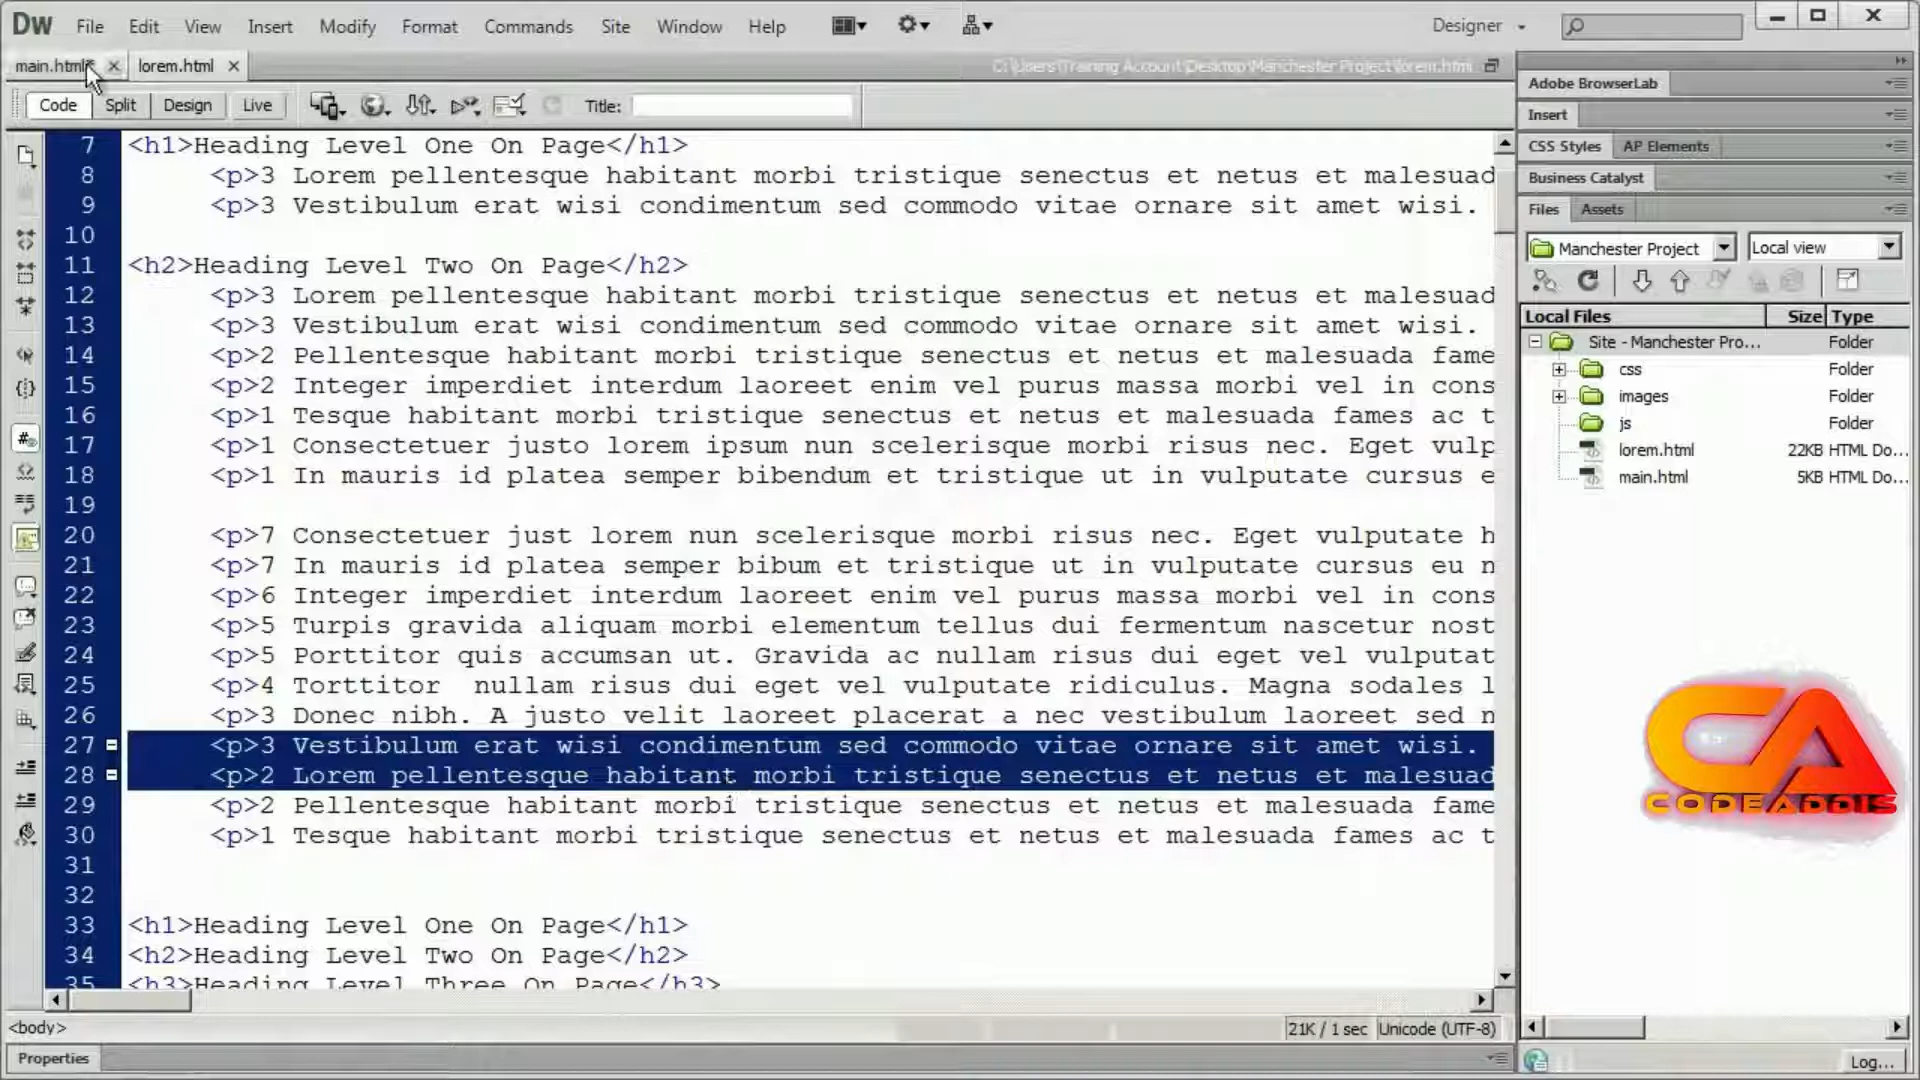 Dw File Edit View Insert Modify Format Commands Site Window Help Designer
main.html* lorem.html C:\Users\Training Account\Desktop\Manchester Project\lorem.html
Code Split Design Live Title:
7 <h1>Heading Level One On Page</h1>
8 <p>3 Lorem pellentesque habitant morbi tristique senectus et netus et malesuad
9 <p>3 Vestibulum erat wisi condimentum sed commodo vitae ornare sit amet wisi.
10
11 <h2>Heading Level Two On Page</h2>
12 <p>3 Lorem pellentesque habitant morbi tristique senectus et netus et malesuad
13 <p>3 Vestibulum erat wisi condimentum sed commodo vitae ornare sit amet wisi.
14 <p>2 Pellentesque habitant morbi tristique senectus et netus et malesuada fame
15 <p>2 Integer imperdiet interdum laoreet enim vel purus massa morbi vel in cons
16 <p>1 Tesque habitant morbi tristique senectus et netus et malesuada fames ac t
17 <p>1 Consectetuer justo lorem ipsum nun scelerisque morbi risus nec. Eget vulp
18 <p>1 In mauris id platea semper bibendum et tristique ut in vulputate cursus e
19
20 <p>7 Consectetuer just lorem nun scelerisque morbi risus nec. Eget vulputate h
21 <p>7 In mauris id platea semper bibum et tristique ut in vulputate cursus eu n
22 <p>6 Integer imperdiet interdum laoreet enim vel purus massa morbi vel in cons
23 <p>5 Turpis gravida aliquam morbi elementum tellus dui fermentum nascetur nost
24 <p>5 Porttitor quis accumsan ut. Gravida ac nullam risus dui eget vel vulputat
25 <p>4 Torttitor  nullam risus dui eget vel vulputate ridiculus. Magna sodales l
26 <p>3 Donec nibh. A justo velit laoreet placerat a nec vestibulum laoreet sed n
27 <p>3 Vestibulum erat wisi condimentum sed commodo vitae ornare sit amet wisi.
28 <p>2 Lorem pellentesque habitant morbi tristique senectus et netus et malesuad
29 <p>2 Pellentesque habitant morbi tristique senectus et netus et malesuada fame
30 <p>1 Tesque habitant morbi tristique senectus et netus et malesuada fames ac t
31
32
33 <h1>Heading Level One On Page</h1>
34 <h2>Heading Level Two On Page</h2>
35 <h3>Heading Level Three On Page</h3>
<body> 21K / 1 sec Unicode (UTF-8)
Properties
Adobe BrowserLab
Insert
CSS Styles AP Elements
Business Catalyst
Files Assets
Manchester Project Local view
Local Files Size Type
Site - Manchester Pro... Folder
css Folder
images Folder
js Folder
lorem.html 22KB HTML Do...
main.html 5KB HTML Do...
CA
CODEADDIS
Log...